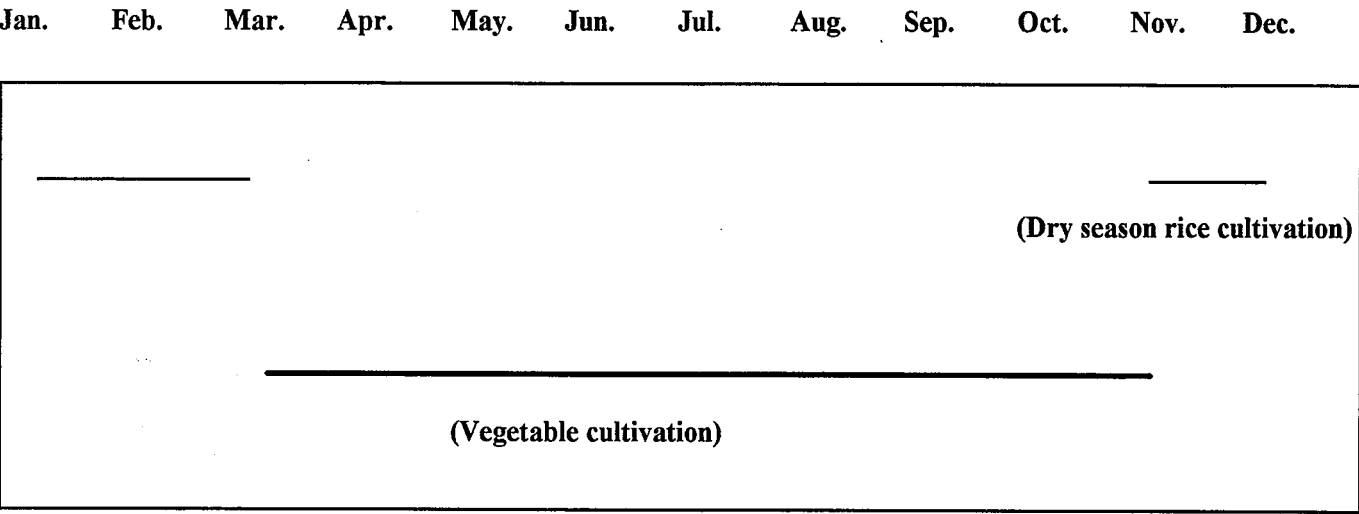 Jan. Feb. Mar. Apr. May. Jun. Jul. Aug. Sep. Oct. Nov. Dec.
(Dry season rice cultivation)
(Vegetable cultivation)